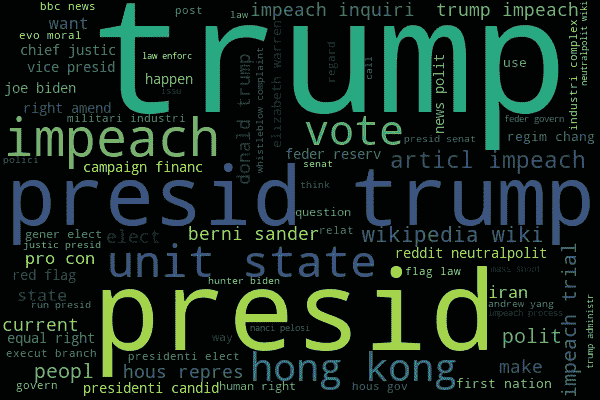 bbc news
post
law
impeach inquiri
trump impeach
want
evo moral
trump
chief justic
law enforc
vice presid
happen
issu
joe biden
right amend
militari industri
donald trump
whistleblow complaint
elizabeth warren
regard
call
news polit
use
industri complex
neutralpolit wiki
feder govern
regim chang
impeach
vote
presid senat
polici
campaign financ
feder reserv
senat
articl impeach
think
presid trump
question
gener elect
elect
justic presid
berni sander
relat
wikipedia wiki
pro con
unit state
reddit neutralpolit
red flag
flag law
mass shoot
hunter biden
state
run presid
presid
iran
andrew yang
impeach process
impeach trial
trump administr
current
nanci pelosi
equal right
way
polit
execut branch
presidenti elect
peopl
hous repres
hong kong
make
govern
presidenti candid
human right
hous gov
first nation